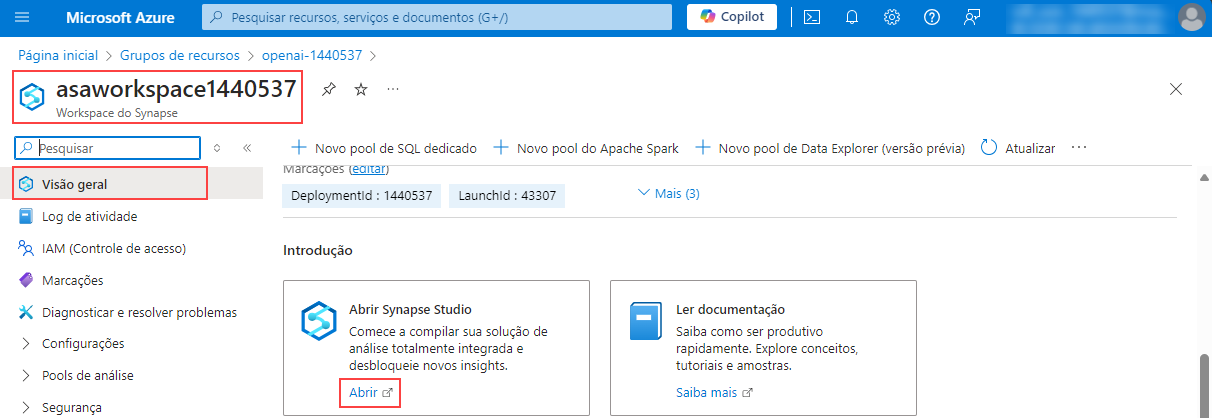 Microsoft Azure
Pesquisar recursos, serviços e documentos (G+/)
Copilot
Página inicial > Grupos de recursos > openai-1440537 >
asaworkspace1440537
Workspace do Synapse
Pesquisar
Novo pool de SQL dedicado
Novo pool do Apache Spark
Novo pool de Data Explorer (versão prévia)
Atualizar
Marcações (editar)
Visão geral
DeploymentId : 1440537
LaunchId : 43307
Mais (3)
Log de atividade
IAM (Controle de acesso)
Introdução
Marcações
Diagnosticar e resolver problemas
Configurações
Pools de análise
Segurança
Abrir Synapse Studio
Comece a compilar sua solução de
análise totalmente integrada e
desbloqueie novos insights.
Abrir
Ler documentação
Saiba como ser produtivo
rapidamente. Explore conceitos,
tutoriais e amostras.
Saiba mais